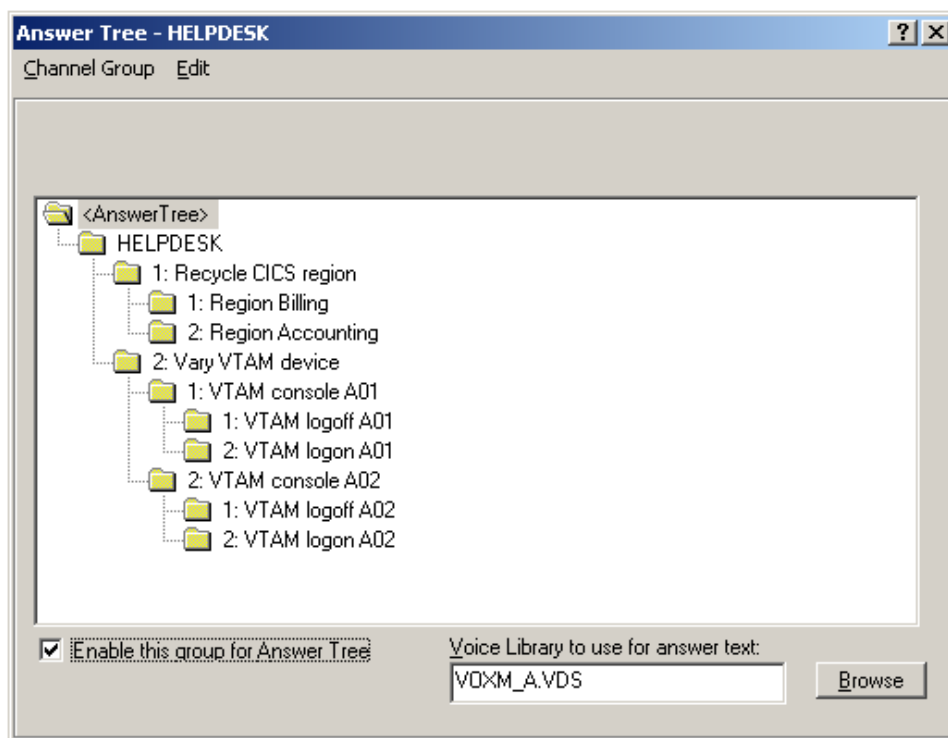 Answer Tree - HELPDESK
Channel Group Edit
<AnswerTree>
HELPDESK
1: Recycle CICS region
1: Region Billing
2: Region Accounting
2: Vary VTAM device
1: VTAM console A01
1: VTAM logoff A01
2: VTAM logon A01
2: VTAM console A02
1: VTAM logoff A02
2: VTAM logon A02
Enable this group for Answer Tree
Voice Library to use for answer text:
VOXM_A.VDS
Browse